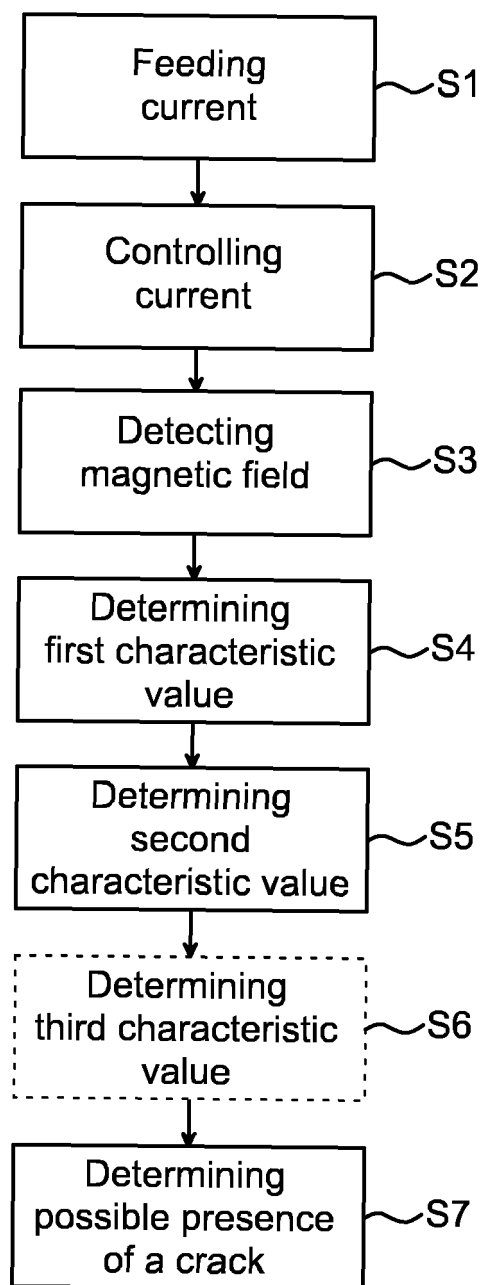 Feeding
current
S1
Controlling
current
S2
Detecting
magnetic field
S3
Determining
first characteristic
value
S4
Determining
second
characteristic value
S5
Determining
third characteristic
value
S6
Determining
possible presence
of a crack
S7